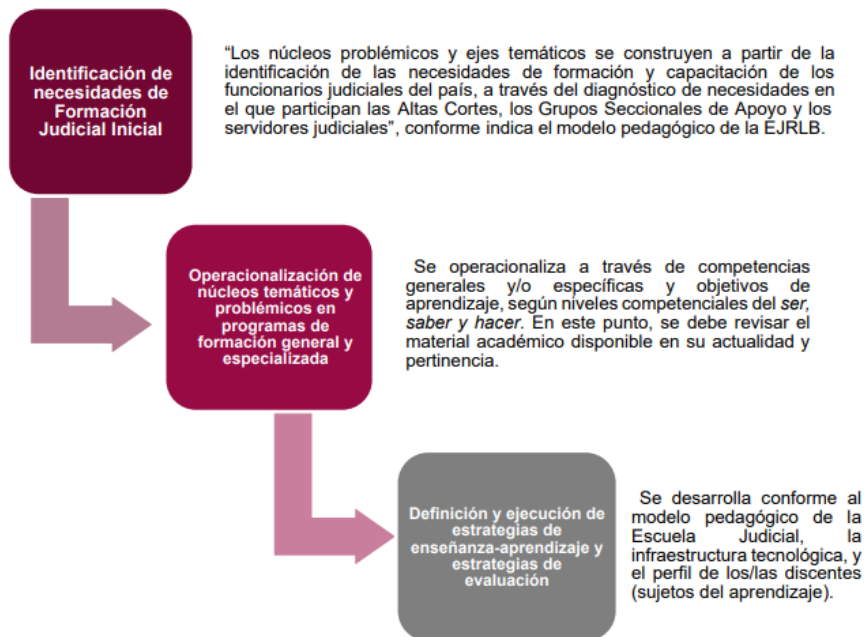 Identificación de
necesidades de
Formación
Judicial Inicial
“Los núcleos problémicos y ejes temáticos se construyen a partir de la
identificación de las necesidades de formación y capacitación de los
funcionarios judiciales del país, a través del diagnóstico de necesidades en
el que participan las Altas Cortes, los Grupos Seccionales de Apoyo y los
servidores judiciales”, conforme indica el modelo pedagógico de la EJRLB.
Operacionalización de
núcleos temáticos y
problémicos en
programas de
formación general y
especializada
Se operacionaliza a través de competencias
generales y/o específicas y objetivos de
aprendizaje, según niveles competenciales del ser,
saber y hacer. En este punto, se debe revisar el
material académico disponible en su actualidad y
pertinencia.
Definición y ejecución de
estrategias de
enseñanza-aprendizaje y
estrategias de
evaluación
Se desarrolla conforme al
modelo pedagógico de la
Escuela Judicial, la
infraestructura tecnológica, y
el perfil de los/las discentes
(sujetos del aprendizaje).